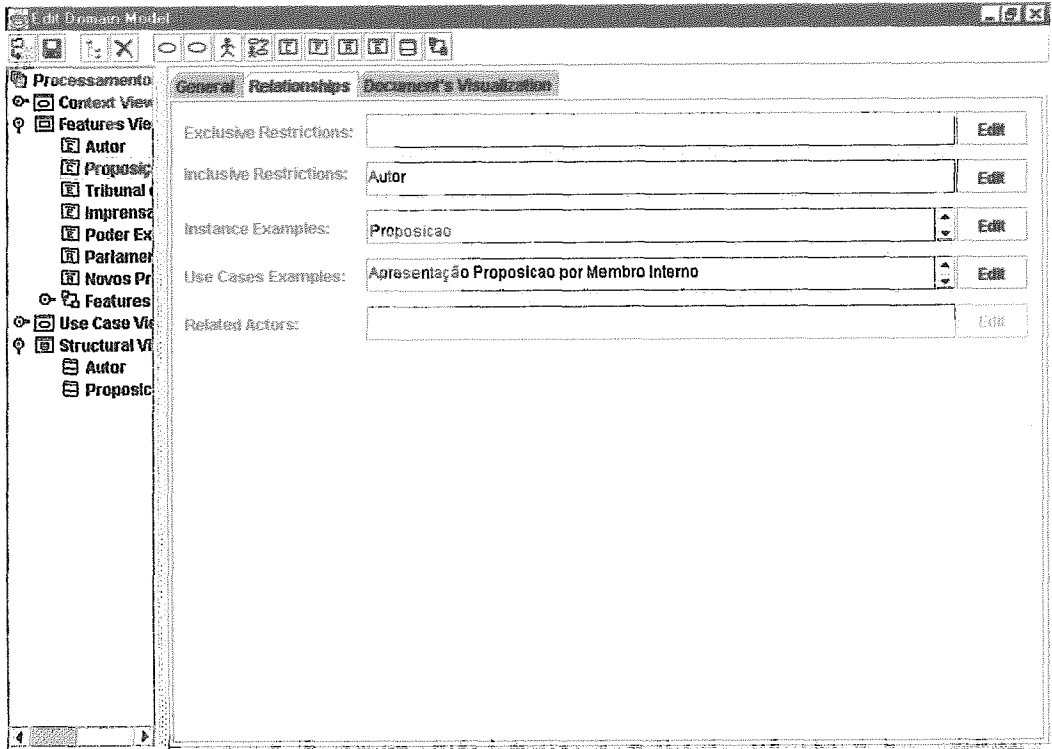 Edit Domain Model
Processamento
Context View
Features Vie
Autor
Proposiç
Tribunal
Imprensa
Poder Ex
Parlamen
Novos Pr
Features
Use Case Vie
Structural Vi
Autor
Proposic
General Relationships Document's Visualization
Exclusive Restrictions: Edit
Inclusive Restrictions: Autor Edit
Instance Examples: Proposicao Edit
Use Cases Examples: Apresentação Proposicao por Membro Interno Edit
Related Actors: Edit